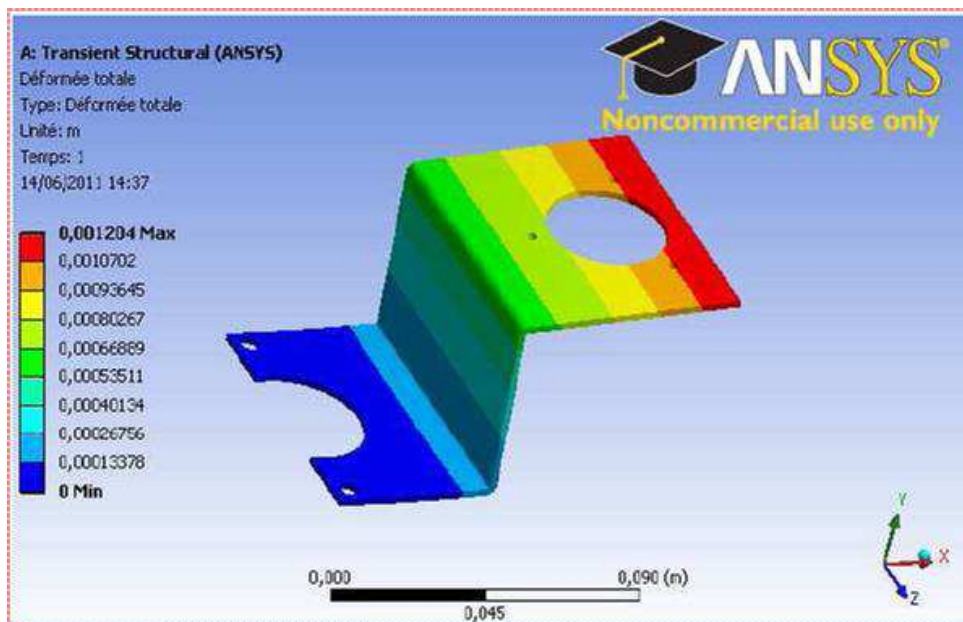 A: Transient Structural (ANSYS)
Déformée totale
Type: Déformée totale
Unité: m
Temps: 1
14/06/2011 14:37
ANSYS®
Noncommercial use only
0,001204 Max
0,0010702
0,00093645
0,00080267
0,00066889
0,00053511
0,00040134
0,00026756
0,00013378
0 Min
0,000
0,090 (m)
0,045
Y
X
Z